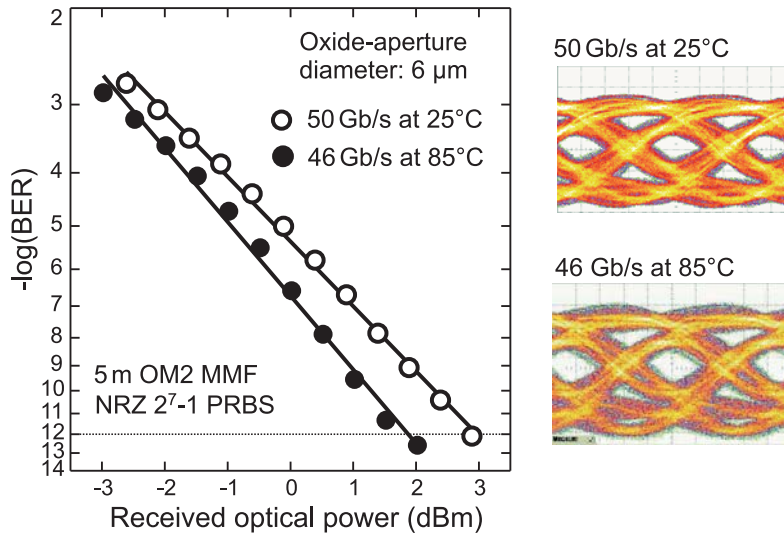 2
3
4
5
6
7
8
9
10
11
12
13
14
-log(BER)
Oxide-aperture
diameter: 6 µm
50 Gb/s at 25°C
46 Gb/s at 85°C
5 m OM2 MMF
NRZ 2⁷-1 PRBS
-3 -2 -1 0 1 2 3
Received optical power (dBm)
50 Gb/s at 25°C
46 Gb/s at 85°C